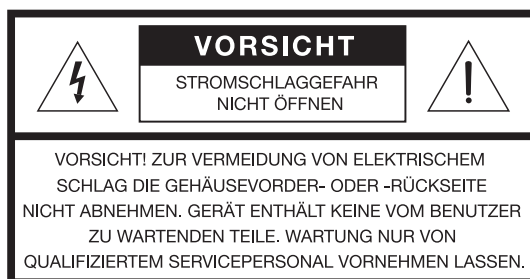 VORSICHT
STROMSCHLAGGEFAHR
NICHT ÖFFNEN
VORSICHT! ZUR VERMEIDUNG VON ELEKTRISCHEM
SCHLAG DIE GEHÄUSEVORDER- ODER -RÜCKSEITE
NICHT ABNEHMEN. GERÄT ENTHÄLT KEINE VOM BENUTZER
ZU WARTENDEN TEILE. WARTUNG NUR VON
QUALIFIZIERTEM SERVICEPERSONAL VORNEHMEN LASSEN.